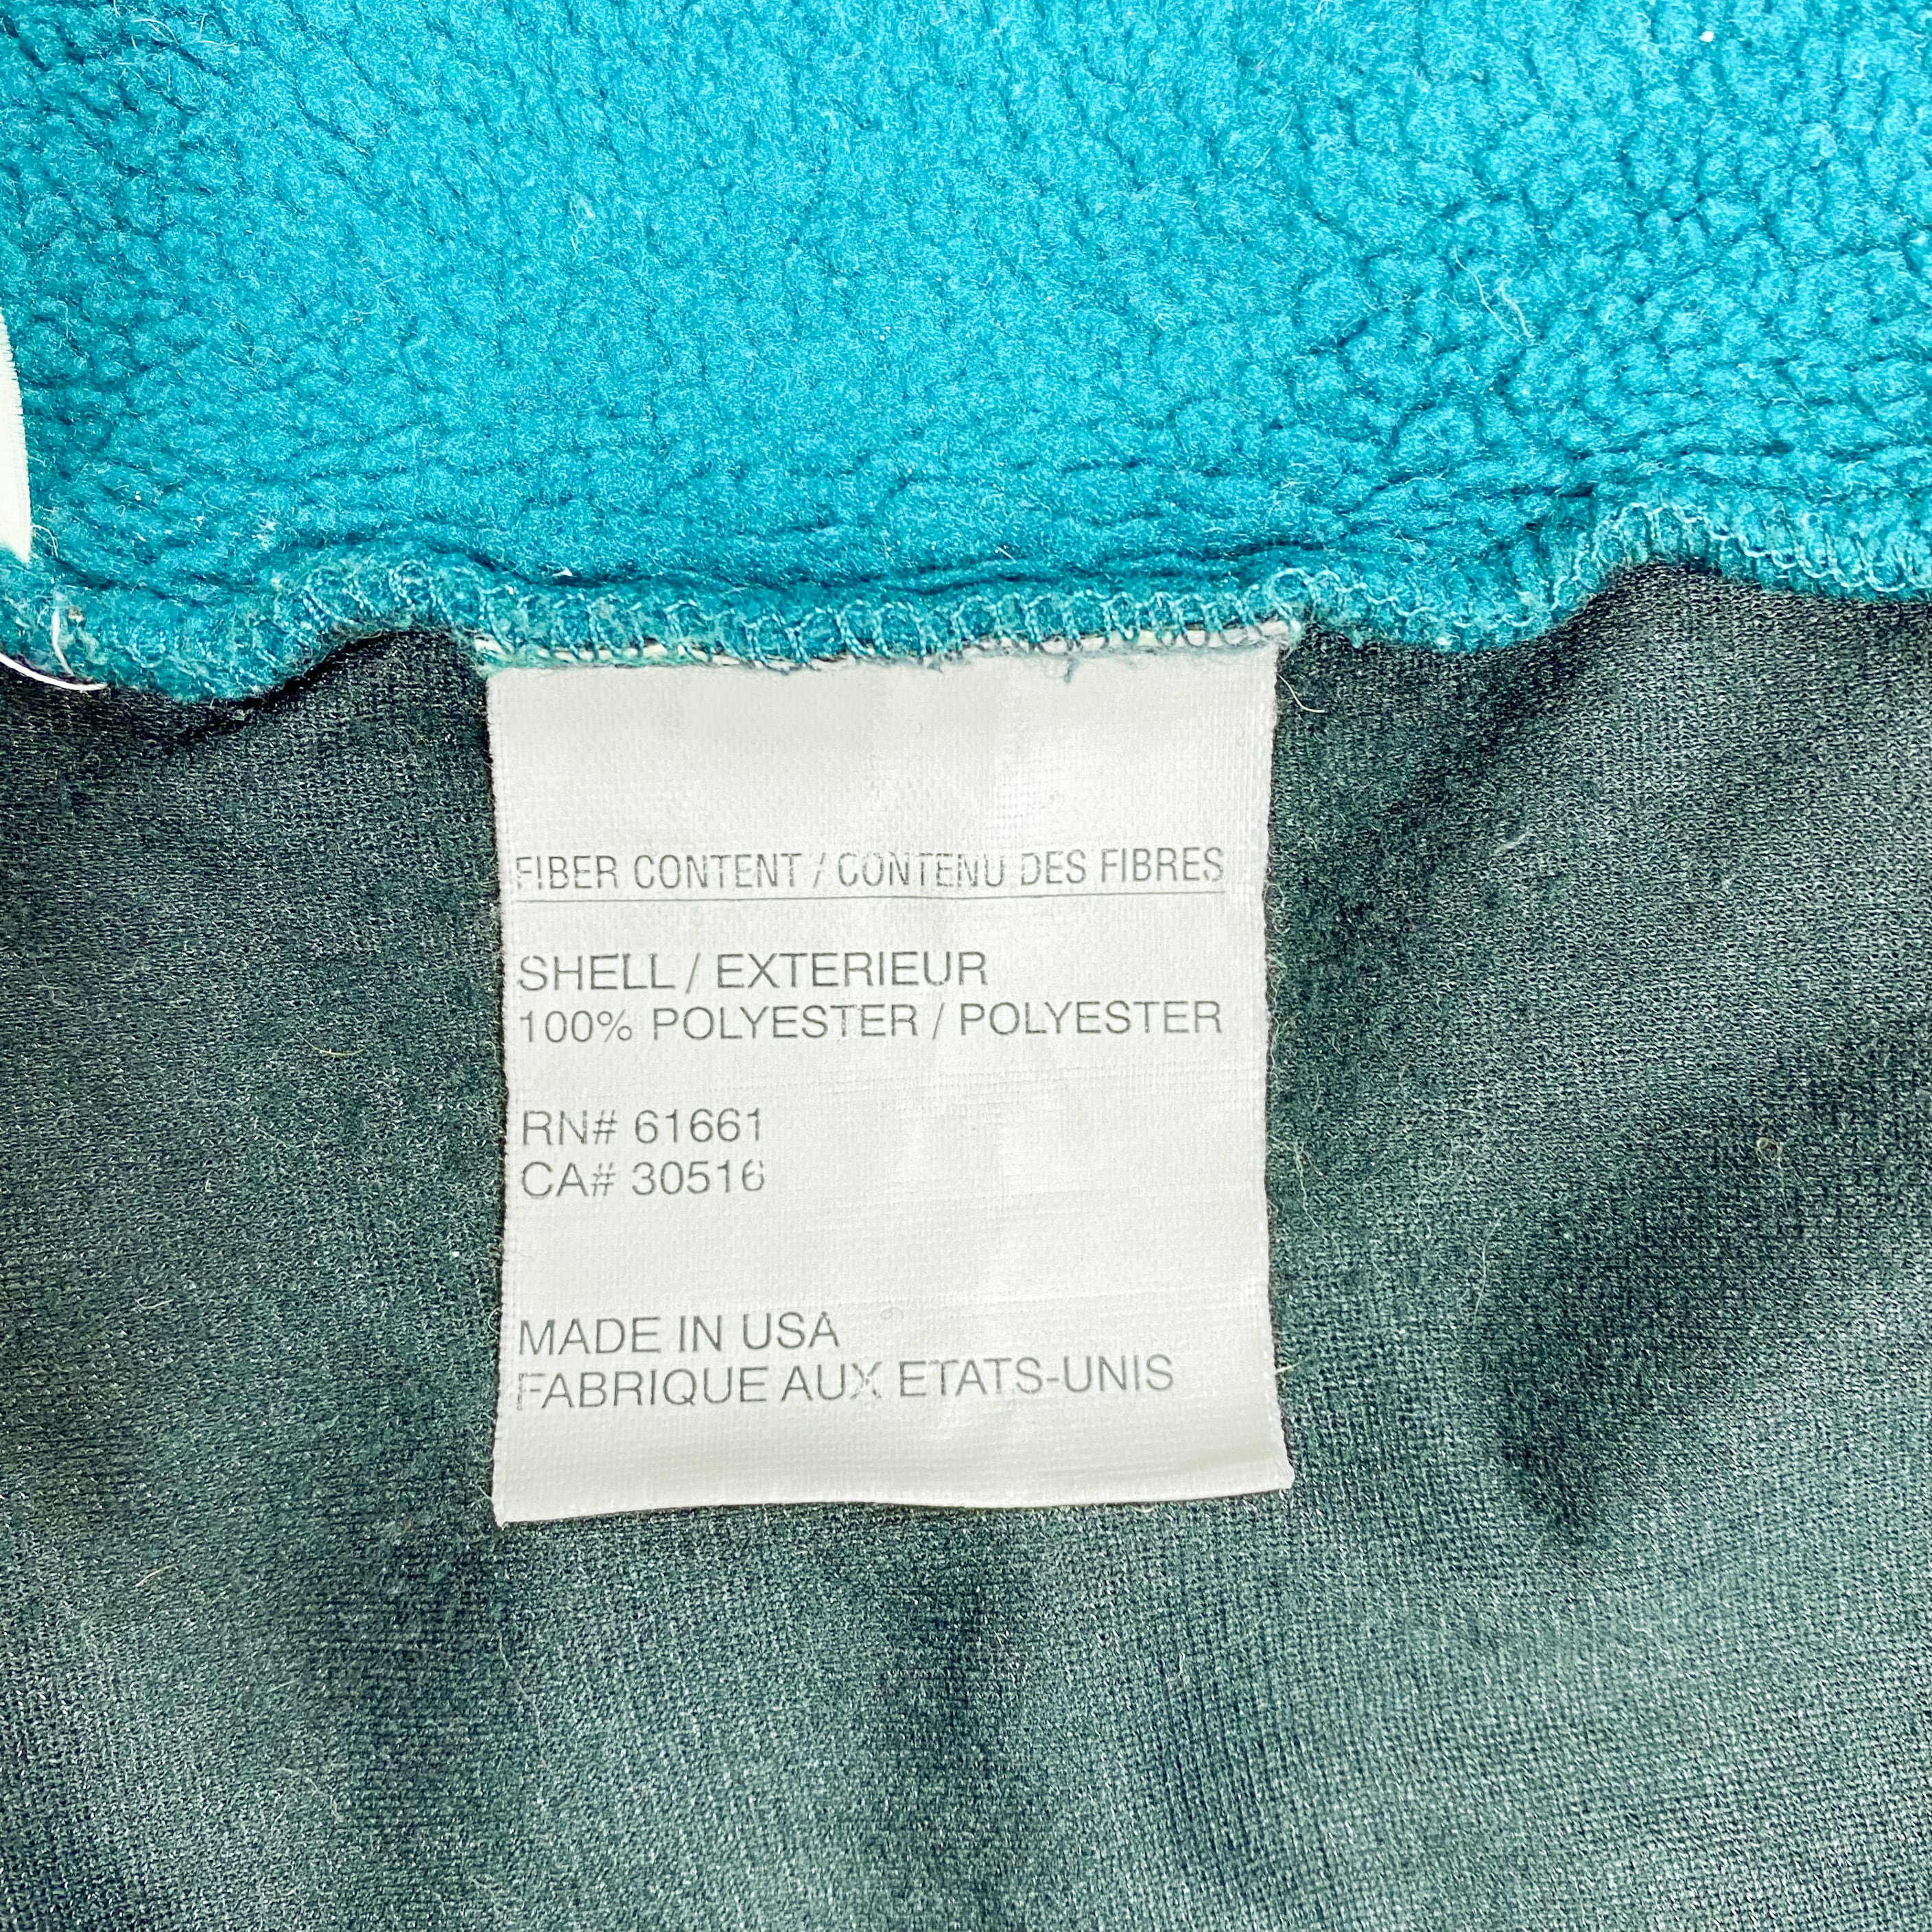 FIBER CONTENT / CONTENU DES FIBRES
SHELL / EXTERIEUR
100% POLYESTER / POLYESTER
RN# 61661
CA# 30516
MADE IN USA
FABRIQUE AUX ETATS-UNIS